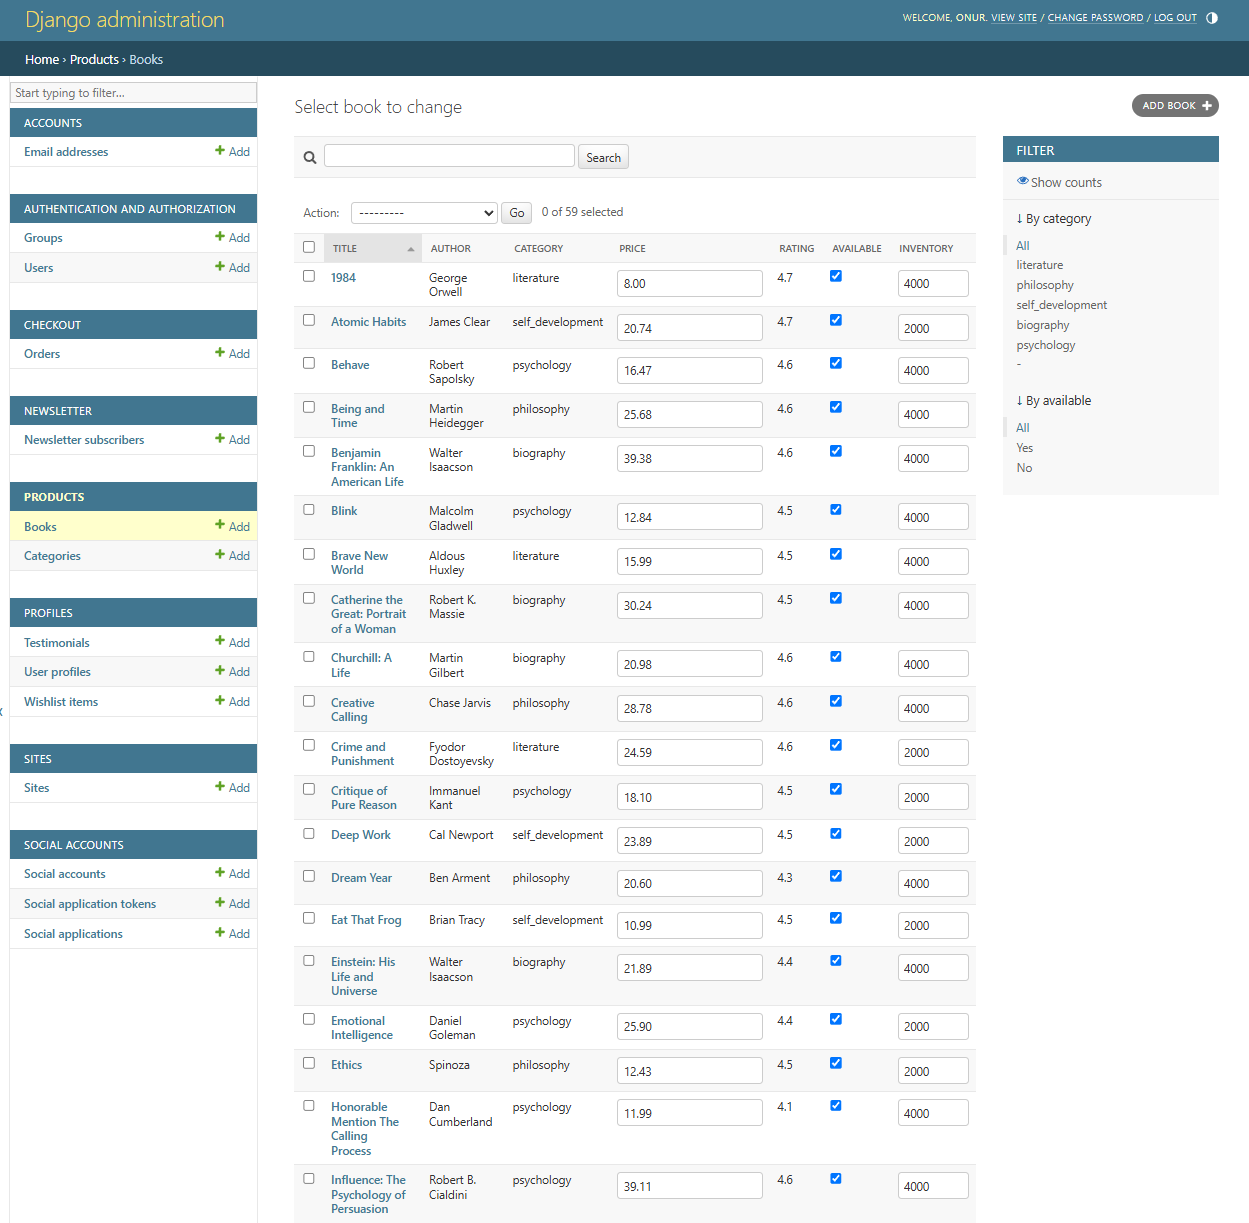 Django administration
WELCOME, ONUR. VIEW SITE / CHANGE PASSWORD / LOG OUT
Home › Products › Books
Start typing to filter...
ACCOUNTS
Email addresses
Add
AUTHENTICATION AND AUTHORIZATION
Groups
Add
Users
Add
CHECKOUT
Orders
Add
NEWSLETTER
Newsletter subscribers
Add
PRODUCTS
Books
Add
Categories
Add
PROFILES
Testimonials
Add
User profiles
Add
Wishlist items
Add
SITES
Sites
Add
SOCIAL ACCOUNTS
Social accounts
Add
Social application tokens
Add
Social applications
Add
Select book to change
ADD BOOK
Search
Action: --------- Go 0 of 59 selected
TITLE AUTHOR CATEGORY PRICE RATING AVAILABLE INVENTORY
1984
George
Orwell
literature
8.00
4.7
4000
Atomic Habits
James Clear
self_development
20.74
4.7
2000
Behave
Robert
Sapolsky
psychology
16.47
4.6
4000
Being and
Time
Martin
Heidegger
philosophy
25.68
4.6
4000
Benjamin
Franklin: An
American Life
Walter
Isaacson
biography
39.38
4.6
4000
Blink
Malcolm
Gladwell
psychology
12.84
4.5
4000
Brave New
World
Aldous
Huxley
literature
15.99
4.5
4000
Catherine the
Great: Portrait
of a Woman
Robert K.
Massie
biography
30.24
4.5
4000
Churchill: A
Life
Martin
Gilbert
biography
20.98
4.6
4000
Creative
Calling
Chase Jarvis
philosophy
28.78
4.6
4000
Crime and
Punishment
Fyodor
Dostoyevsky
literature
24.59
4.6
2000
Critique of
Pure Reason
Immanuel
Kant
psychology
18.10
4.5
2000
Deep Work
Cal Newport
self_development
23.89
4.5
2000
Dream Year
Ben Arment
philosophy
20.60
4.3
4000
Eat That Frog
Brian Tracy
self_development
10.99
4.5
2000
Einstein: His
Life and
Universe
Walter
Isaacson
biography
21.89
4.4
4000
Emotional
Intelligence
Daniel
Goleman
psychology
25.90
4.4
2000
Ethics
Spinoza
philosophy
12.43
4.5
2000
Honorable
Mention The
Calling
Process
Dan
Cumberland
psychology
11.99
4.1
4000
Influence: The
Psychology of
Persuasion
Robert B.
Cialdini
psychology
39.11
4.6
4000
FILTER
Show counts
↓ By category
All
literature
philosophy
self_development
biography
psychology
-
↓ By available
All
Yes
No